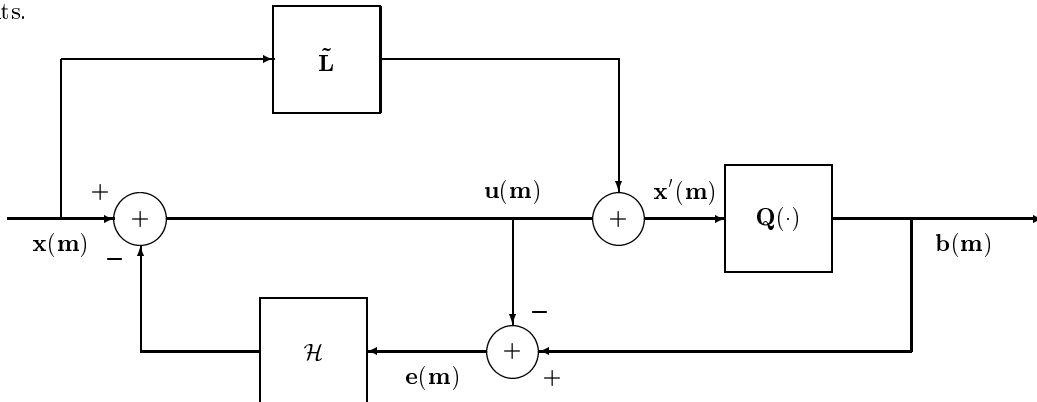 ts.
L̃
+
u(m)
x′(m)
+
+
Q(·)
x(m)
−
b(m)
−
ℋ
+
e(m)
+